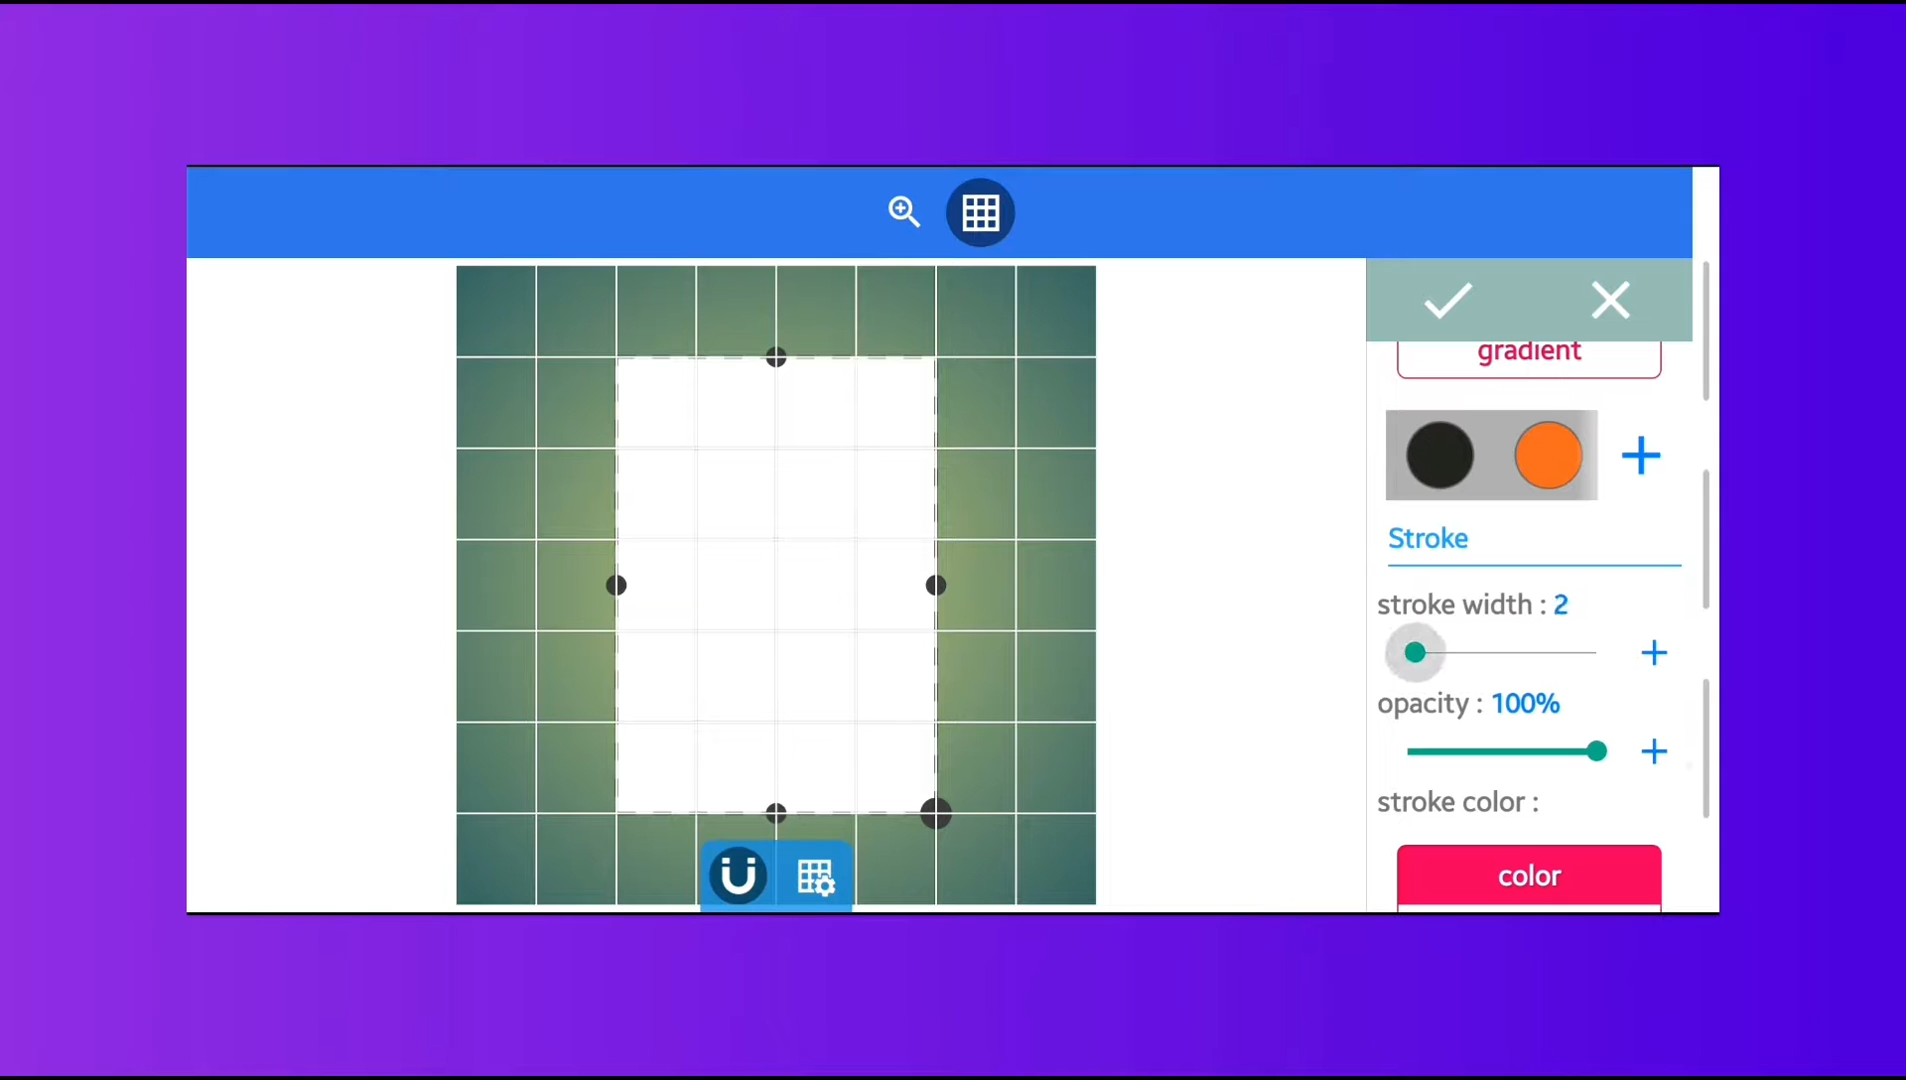 gradient
Stroke
stroke width : 2
opacity : 100%
stroke color :
color